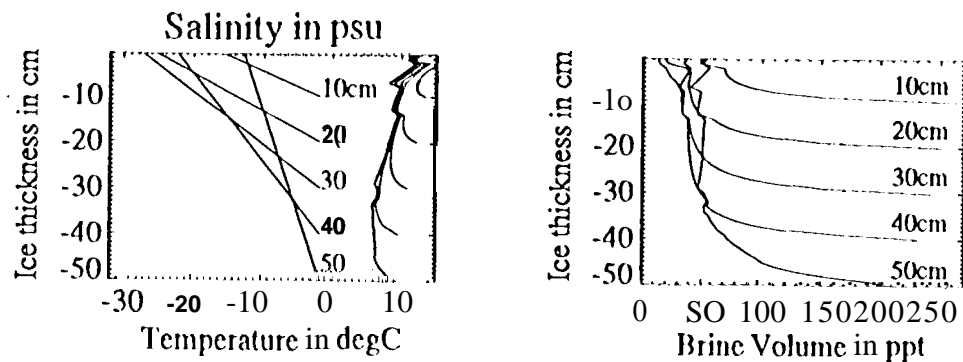 Salinity in psu
Ice thickness in cm
-10
-20
-30
-40
-50
10cm
20
30
40
50
-30 -20 -10 0 10
Temperature in degC
Ice thickness in cm
-1o
-20
-30
-40
-50
10cm
20cm
30cm
40cm
50cm
0 SO 100 150200250
Brine Volume in ppt